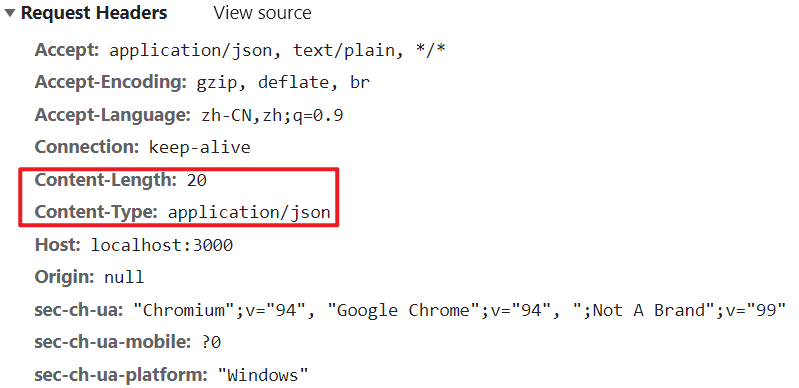 Request Headers View source
Accept: application/json, text/plain, */*
Accept-Encoding: gzip, deflate, br
Accept-Language: zh-CN,zh;q=0.9
Connection: keep-alive
Content-Length: 20
Content-Type: application/json
Host: localhost:3000
Origin: null
sec-ch-ua: "Chromium";v="94", "Google Chrome";v="94", ";Not A Brand";v="99"
sec-ch-ua-mobile: ?0
sec-ch-ua-platform: "Windows"